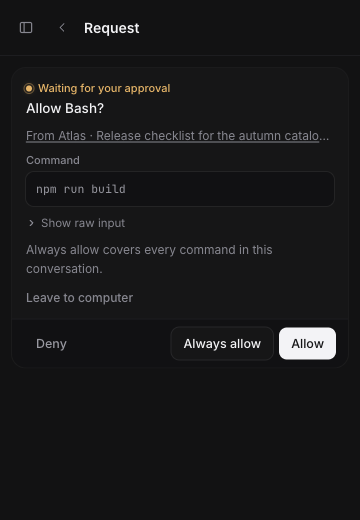 Request
Waiting for your approval
Allow Bash?
From Atlas · Release checklist for the autumn catalo...
Command
npm run build
Show raw input
Always allow covers every command in this
conversation.
Leave to computer
Deny
Always allow
Allow